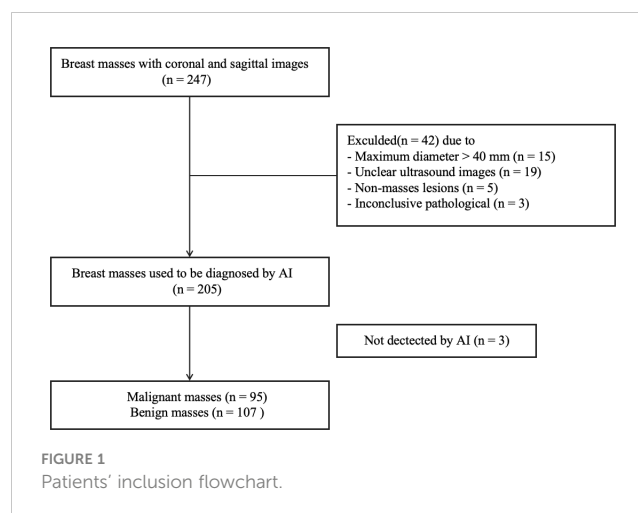 Breast masses with coronal and sagittal images
(n = 247)
Exculded(n = 42) due to
- Maximum diameter > 40 mm (n = 15)
- Unclear ultrasound images (n = 19)
- Non-masses lesions (n = 5)
- Inconclusive pathological (n = 3)
Breast masses used to be diagnosed by AI
(n = 205)
Not dectected by AI (n = 3)
Malignant masses (n = 95)
Benign masses (n = 107 )
FIGURE 1
Patients’ inclusion flowchart.